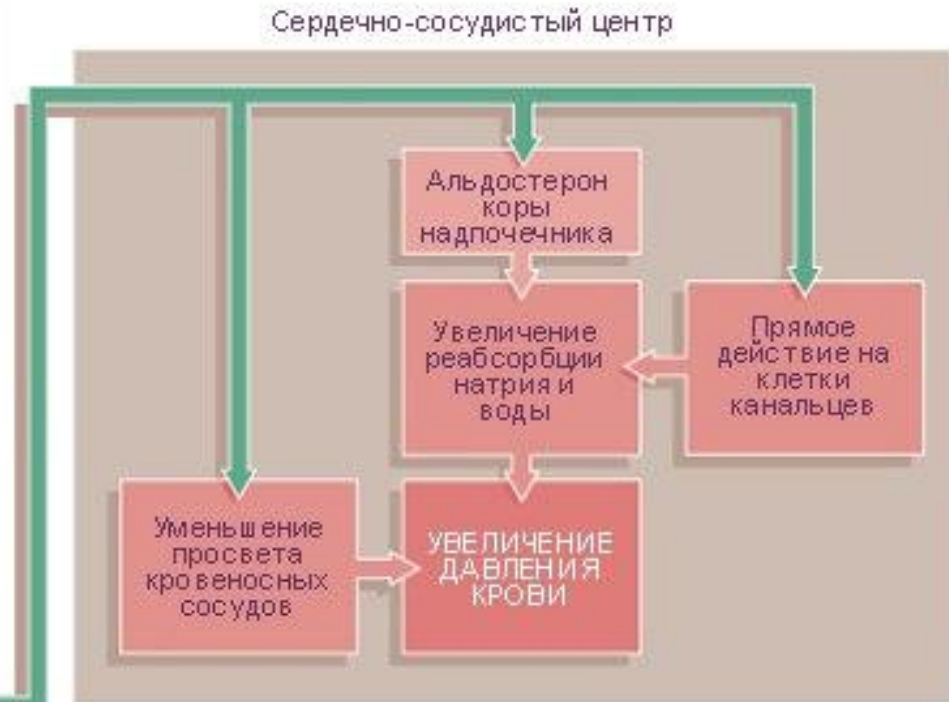 Сердечно-сосудистый центр
Альдостерон
коры
надпочечника
Увеличение
реабсорбции
натрия и
воды
Прямое
действие на
клетки
канальцев
Уменьшение
просвета
кровеносных
сосудов
УВЕЛИЧЕНИЕ
ДАВЛЕНИЯ
КРОВИ